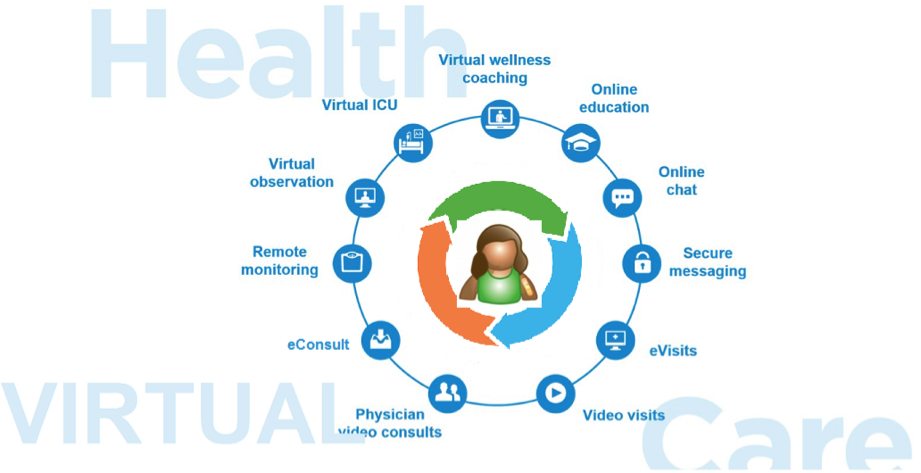 Health
Virtual wellness
coaching
Online
education
Virtual ICU
Virtual
observation
Online
chat
Remote
monitoring
Secure
messaging
eConsult
eVisits
VIRTUAL
Physician
video consults
Video visits
Care